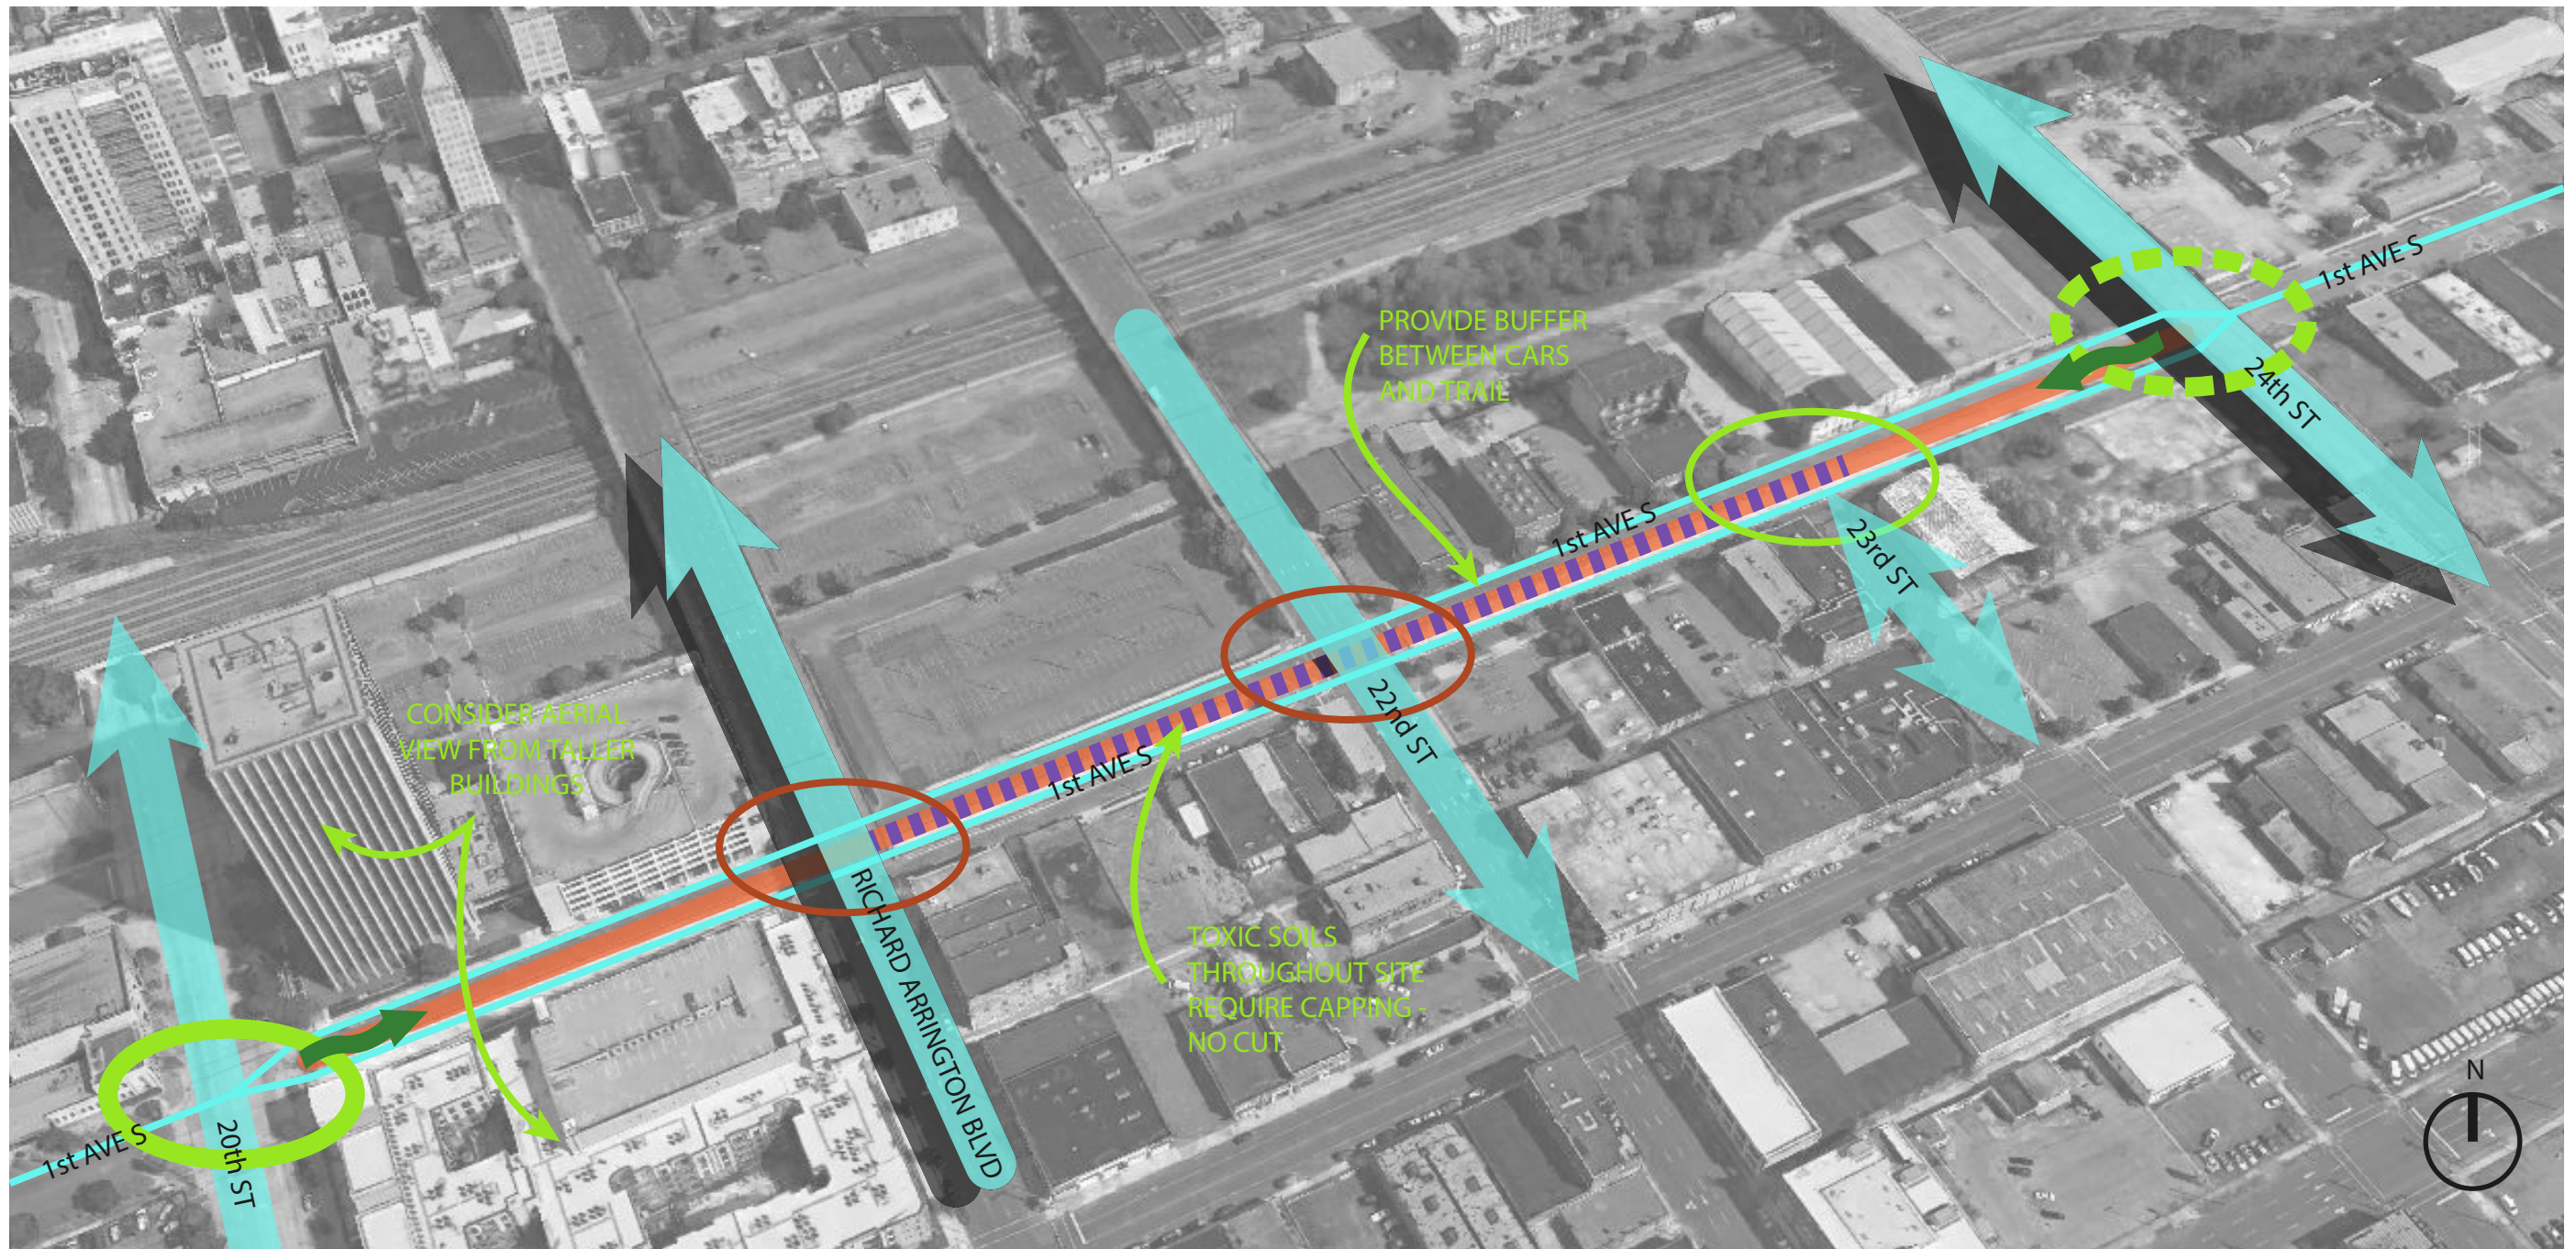 1st AVE S
PROVIDE BUFFER
BETWEEN CARS
AND TRAIL
24th ST
1st AVE S
23rd ST
22nd ST
CONSIDER AERIAL
VIEW FROM TALLER
BUILDINGS
1st AVE S
RICHARD ARRINGTON BLVD
TOXIC SOILS
THROUGHOUT SITE
REQUIRE CAPPING -
NO CUT
1st AVE S
20th ST
N